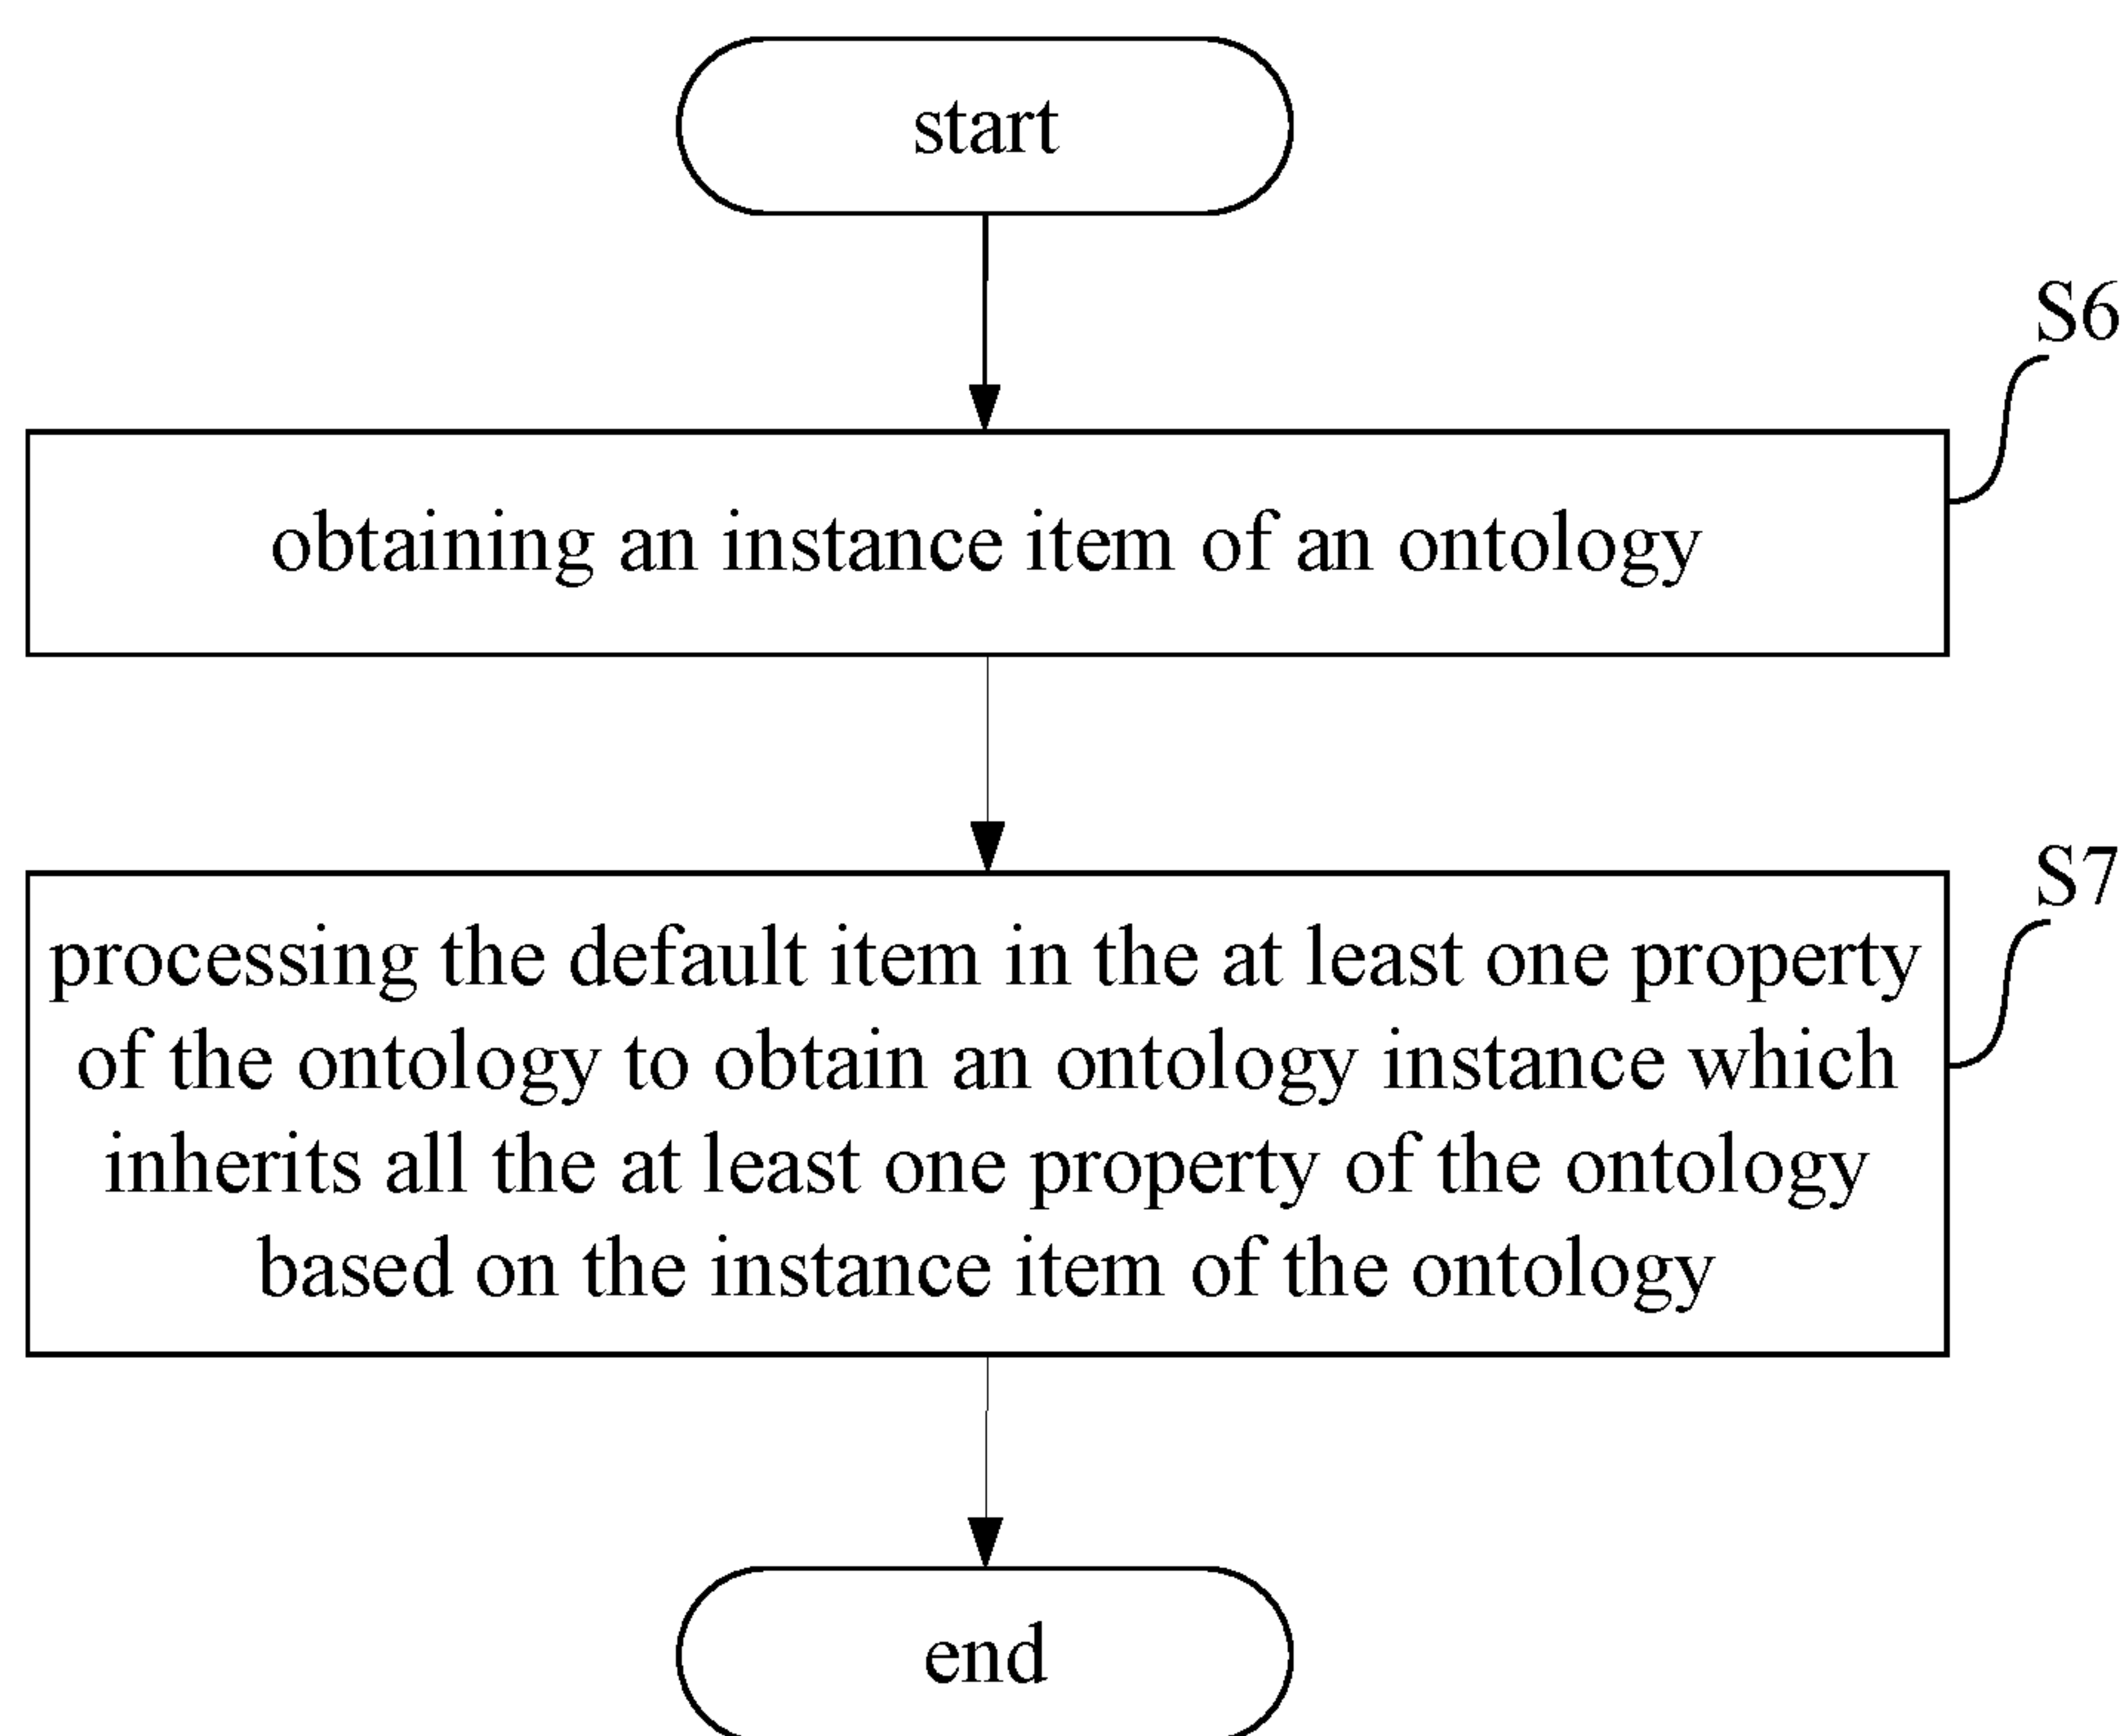 start
S6
obtaining an instance item of an ontology
S7
processing the default item in the at least one property
of the ontology to obtain an ontology instance which
inherits all the at least one property of the ontology
based on the instance item of the ontology
end